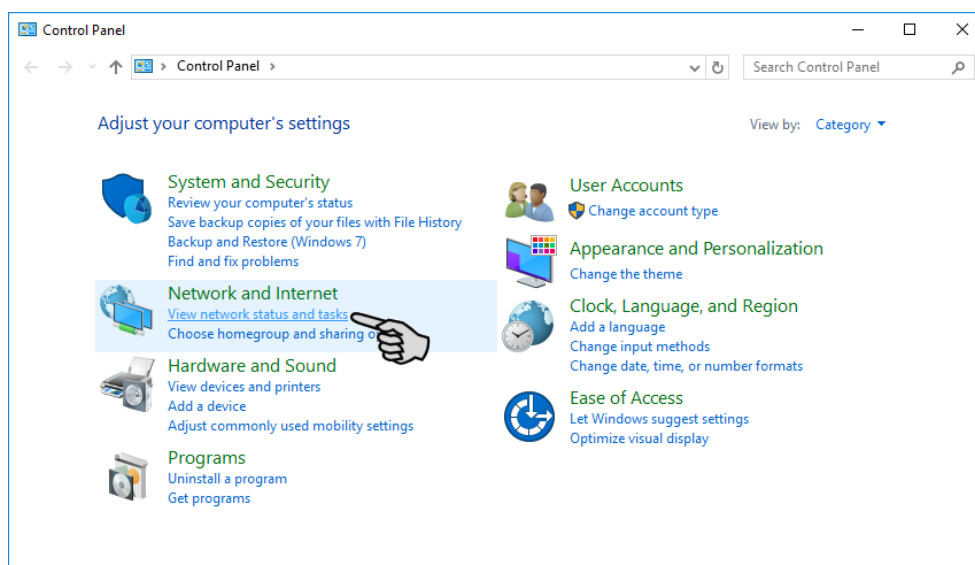 Control Panel
Control Panel
Search Control Panel
Adjust your computer's settings
View by: Category
System and Security
Review your computer's status
Save backup copies of your files with File History
Backup and Restore (Windows 7)
Find and fix problems
Network and Internet
View network status and tasks
Choose homegroup and sharing o
Hardware and Sound
View devices and printers
Add a device
Adjust commonly used mobility settings
Programs
Uninstall a program
Get programs
User Accounts
Change account type
Appearance and Personalization
Change the theme
Clock, Language, and Region
Add a language
Change input methods
Change date, time, or number formats
Ease of Access
Let Windows suggest settings
Optimize visual display